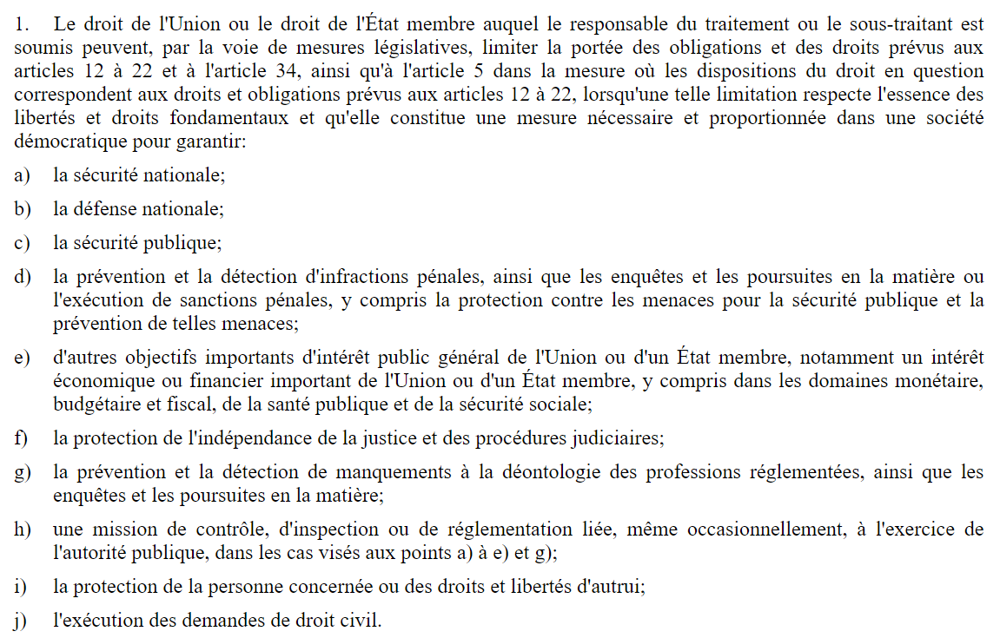 1. Le droit de l'Union ou le droit de l'État membre auquel le responsable du traitement ou le sous-traitant est
soumis peuvent, par la voie de mesures législatives, limiter la portée des obligations et des droits prévus aux
articles 12 à 22 et à l'article 34, ainsi qu'à l'article 5 dans la mesure où les dispositions du droit en question
correspondent aux droits et obligations prévus aux articles 12 à 22, lorsqu'une telle limitation respecte l'essence des
libertés et droits fondamentaux et qu'elle constitue une mesure nécessaire et proportionnée dans une société
démocratique pour garantir:
a) la sécurité nationale;
b) la défense nationale;
c) la sécurité publique;
d) la prévention et la détection d'infractions pénales, ainsi que les enquêtes et les poursuites en la matière ou
l'exécution de sanctions pénales, y compris la protection contre les menaces pour la sécurité publique et la
prévention de telles menaces;
e) d'autres objectifs importants d'intérêt public général de l'Union ou d'un État membre, notamment un intérêt
économique ou financier important de l'Union ou d'un État membre, y compris dans les domaines monétaire,
budgétaire et fiscal, de la santé publique et de la sécurité sociale;
f) la protection de l'indépendance de la justice et des procédures judiciaires;
g) la prévention et la détection de manquements à la déontologie des professions réglementées, ainsi que les
enquêtes et les poursuites en la matière;
h) une mission de contrôle, d'inspection ou de réglementation liée, même occasionnellement, à l'exercice de
l'autorité publique, dans les cas visés aux points a) à e) et g);
i) la protection de la personne concernée ou des droits et libertés d'autrui;
j) l'exécution des demandes de droit civil.